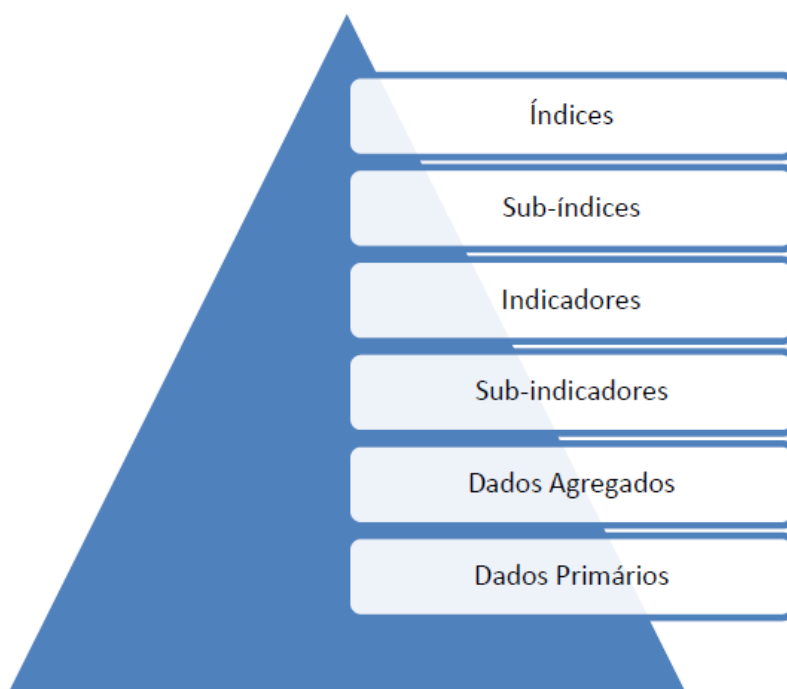 Índices
Sub-índices
Indicadores
Sub-indicadores
Dados Agregados
Dados Primários